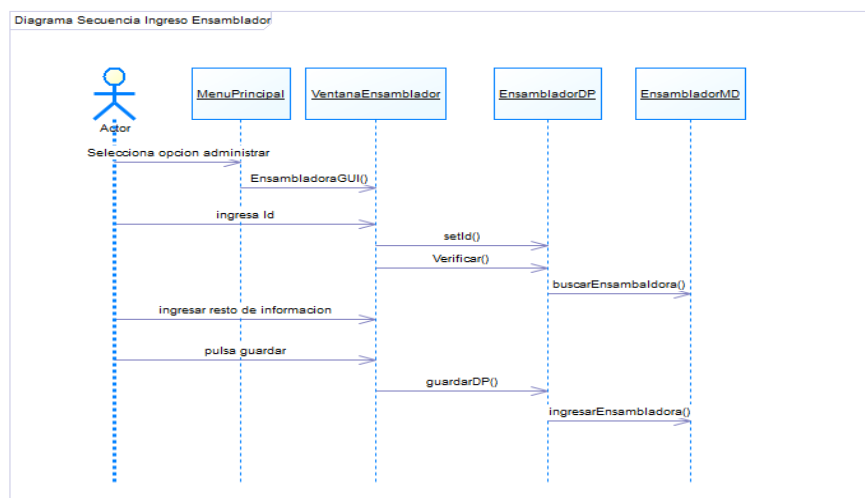 Diagrama Secuencia Ingreso Ensamblador
MenuPrincipal
VentanaEnsamblador
EnsambladorDP
EnsambladorMD
Actor
Selecciona opcion administrar
EnsambladoraGUI()
ingresa Id
setId()
Verificar()
buscarEnsambaldora()
ingresar resto de informacion
pulsa guardar
guardarDP()
ingresarEnsambladora()